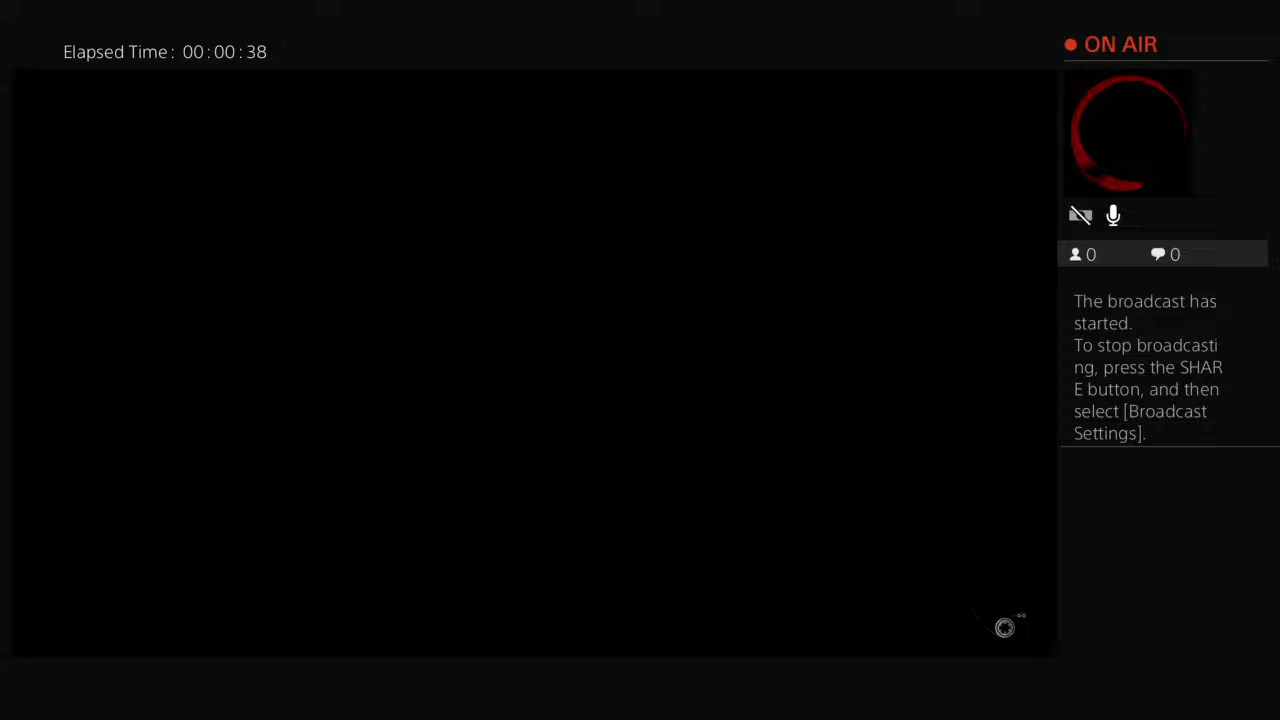 Elapsed Time: 00:00:38
ON AIR
0 0
The broadcast has
started.
To stop broadcasti
ng, press the SHAR
E button, and then
select [Broadcast
Settings].